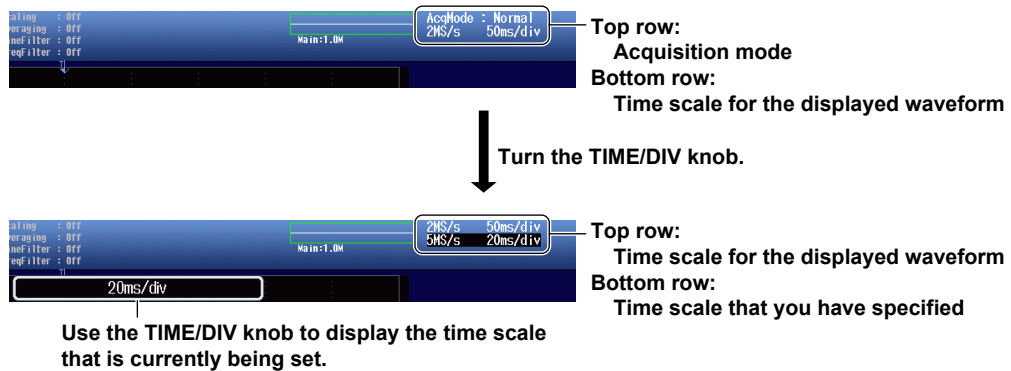 aling : Off
eraging : Off
neFilter : Off
eqFilter : Off
Main:1.0M
AcqMode : Normal
2MS/s 50ms/div
Top row:
Acquisition mode
Bottom row:
Time scale for the displayed waveform
Turn the TIME/DIV knob.
aling : Off
eraging : Off
neFilter : Off
eqFilter : Off
Main:1.0M
2MS/s 50ms/div
5MS/s 20ms/div
20ms/div
Top row:
Time scale for the displayed waveform
Bottom row:
Time scale that you have specified
Use the TIME/DIV knob to display the time scale
that is currently being set.